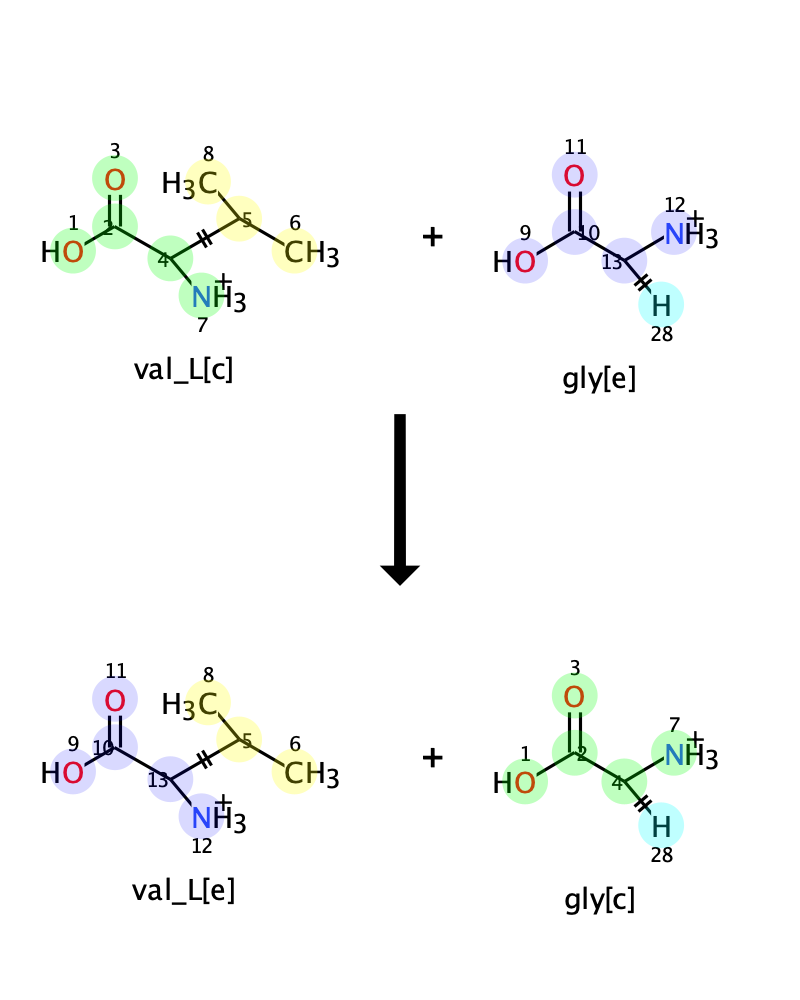 3 8 11
H₃C O 12
1 O 2 5 6 + 9 10 NH₃⁺
HO 4 CH₃ HO 13
NH₃⁺ H
7 28
val_L[c] gly[e]
11 8 3
H₃C O 7
9 O 10 5 6 + 1 2 NH₃⁺
HO 13 CH₃ HO 4
NH₃⁺ H
12 28
val_L[e] gly[c]